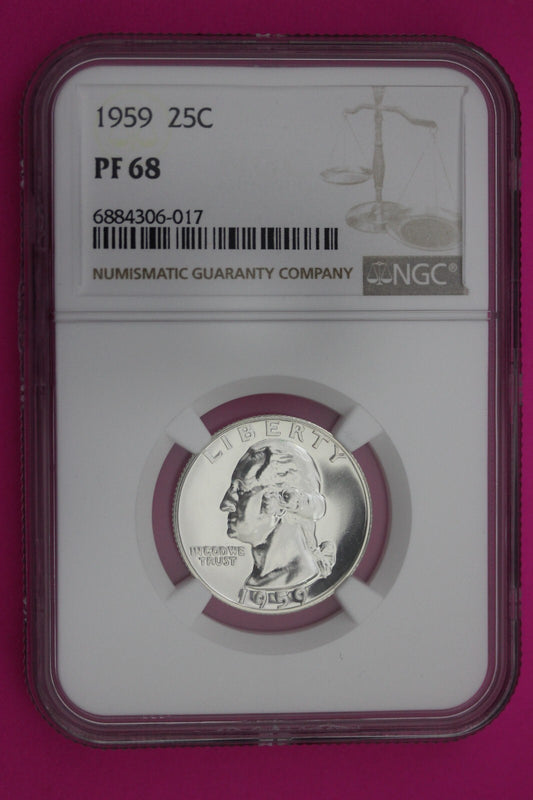 1959 25C
PF 68
6884306-017
NUMISMATIC GUARANTY COMPANY
NGC®
LIBERTY
IN GOD WE
TRUST
1959